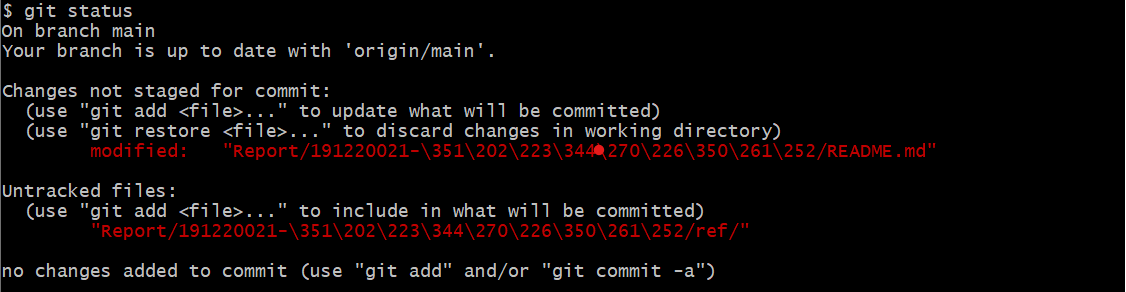 $ git status
On branch main
Your branch is up to date with 'origin/main'.
Changes not staged for commit:
(use "git add <file>..." to update what will be committed)
(use "git restore <file>..." to discard changes in working directory)
modified: "Report/191220021-\351\202\223\344\270\226\350\261\252/README.md"
Untracked files:
(use "git add <file>..." to include in what will be committed)
"Report/191220021-\351\202\223\344\270\226\350\261\252/ref/"
no changes added to commit (use "git add" and/or "git commit -a")